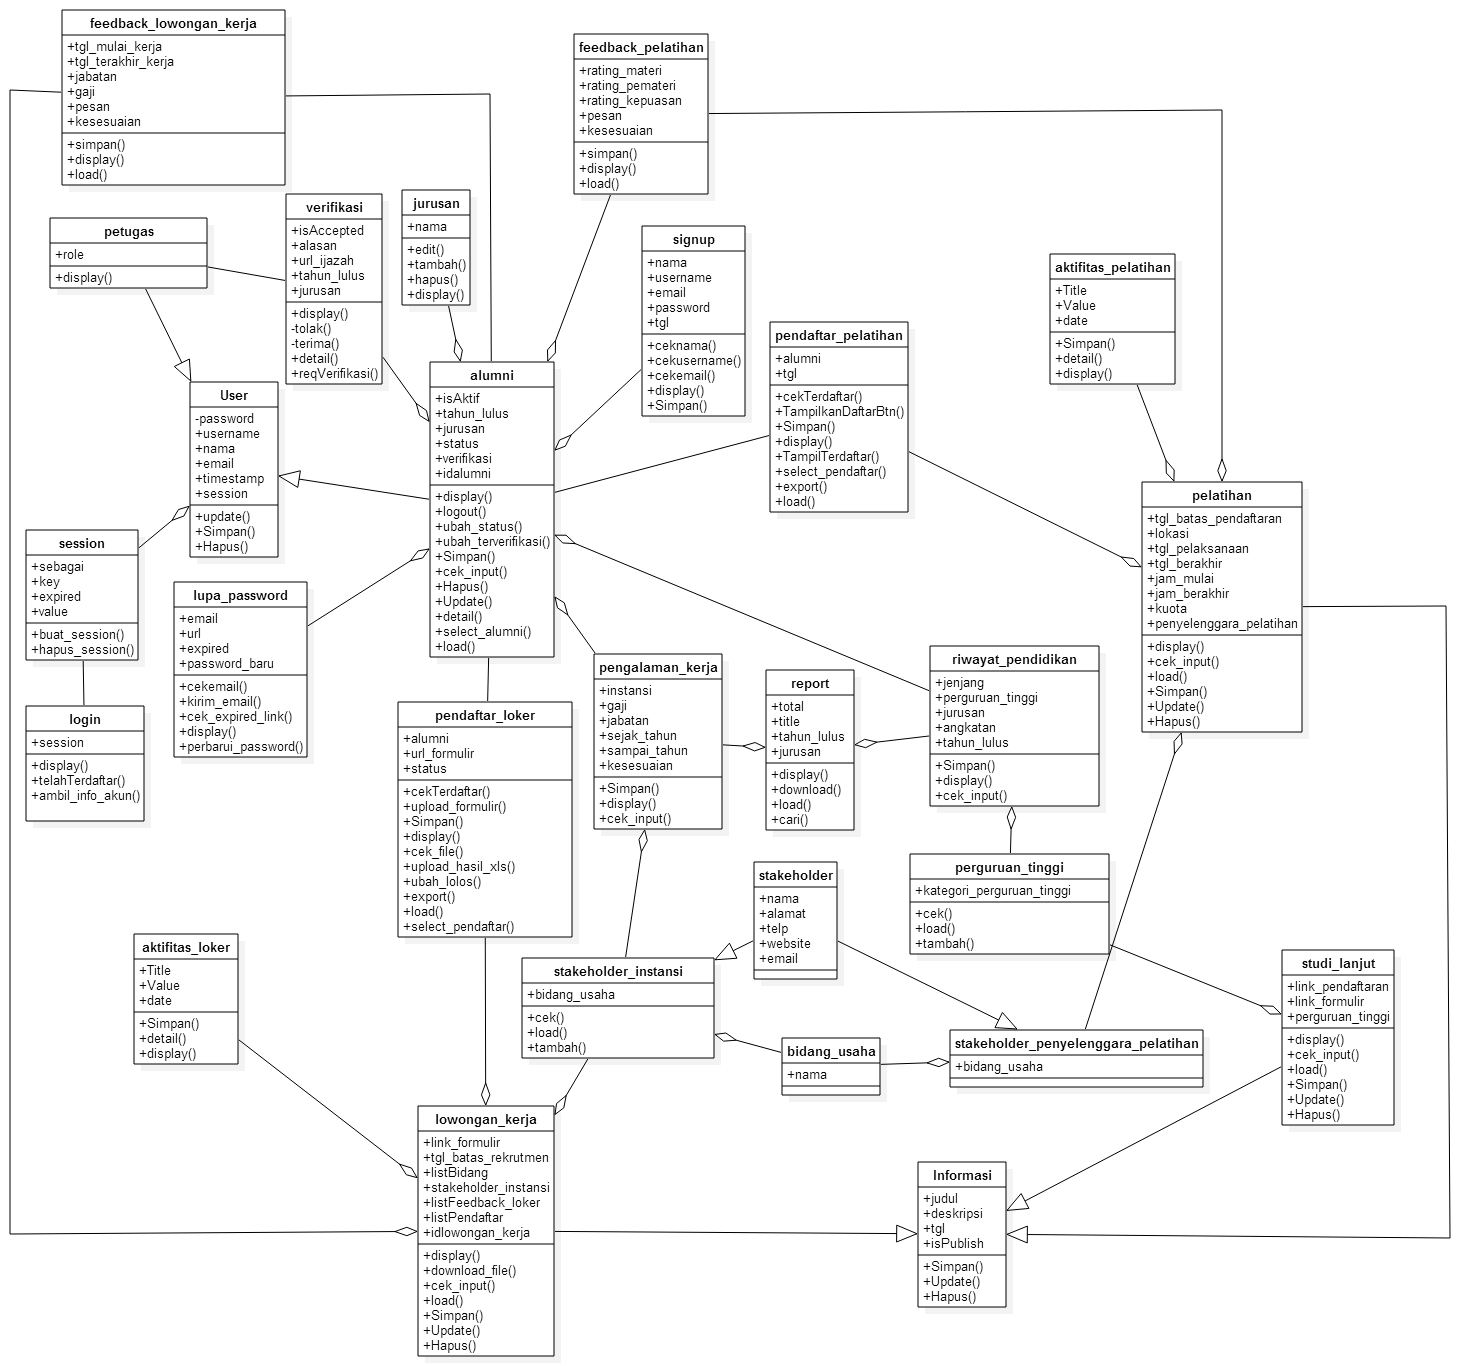 feedback_lowongan_kerja
+tgl_mulai_kerja
+tgl_terakhir_kerja
+jabatan
+gaji
+pesan
+kesesuaian
+simpan()
+display()
+load()
feedback_pelatihan
+rating_materi
+rating_pemateri
+rating_kepuasan
+pesan
+kesesuaian
+simpan()
+display()
+load()
verifikasi
+isAccepted
+alasan
+url_ijazah
+tahun_lulus
+jurusan
+display()
-tolak()
-terima()
+detail()
+reqVerifikasi()
jurusan
+nama
+edit()
+tambah()
+hapus()
+display()
petugas
+role
+display()
signup
+nama
+username
+email
+password
+tgl
+ceknama()
+cekusername()
+cekemail()
+display()
+Simpan()
aktifitas_pelatihan
+Title
+Value
+date
+Simpan()
+detail()
+display()
pendaftar_pelatihan
+alumni
+tgl
+cekTerdaftar()
+TampilkanDaftarBtn()
+Simpan()
+display()
+TampilTerdaftar()
+select_pendaftar()
+export()
+load()
alumni
+isAktif
+tahun_lulus
+jurusan
+status
+verifikasi
+idalumni
+display()
+logout()
+ubah_status()
+ubah_terverifikasi()
+Simpan()
+cek_input()
+Hapus()
+Update()
+detail()
+select_alumni()
+load()
User
-password
+username
+nama
+email
+timestamp
+session
+update()
+Simpan()
+Hapus()
pelatihan
+tgl_batas_pendaftaran
+lokasi
+tgl_pelaksanaan
+tgl_berakhir
+jam_mulai
+jam_berakhir
+kuota
+penyelenggara_pelatihan
+display()
+cek_input()
+load()
+Simpan()
+Update()
+Hapus()
session
+sebagai
+key
+expired
+value
+buat_session()
+hapus_session()
lupa_password
+email
+url
+expired
+password_baru
+cekemail()
+kirim_email()
+cek_expired_link()
+display()
+perbarui_password()
login
+session
+display()
+telahTerdaftar()
+ambil_info_akun()
pendaftar_loker
+alumni
+url_formulir
+status
+cekTerdaftar()
+upload_formulir()
+Simpan()
+display()
+cek_file()
+upload_hasil_xls()
+ubah_lolos()
+export()
+load()
+select_pendaftar()
pengalaman_kerja
+instansi
+gaji
+jabatan
+sejak_tahun
+sampai_tahun
+kesesuaian
+Simpan()
+display()
+cek_input()
report
+total
+title
+tahun_lulus
+jurusan
+display()
+download()
+load()
+cari()
riwayat_pendidikan
+jenjang
+perguruan_tinggi
+jurusan
+angkatan
+tahun_lulus
+Simpan()
+display()
+cek_input()
perguruan_tinggi
+kategori_perguruan_tinggi
+cek()
+load()
+tambah()
stakeholder
+nama
+alamat
+telp
+website
+email
aktifitas_loker
+Title
+Value
+date
+Simpan()
+detail()
+display()
stakeholder_instansi
+bidang_usaha
+cek()
+load()
+tambah()
studi_lanjut
+link_pendaftaran
+link_formulir
+perguruan_tinggi
+display()
+cek_input()
+load()
+Simpan()
+Update()
+Hapus()
bidang_usaha
+nama
stakeholder_penyelenggara_pelatihan
+bidang_usaha
lowongan_kerja
+link_formulir
+tgl_batas_rekrutmen
+listBidang
+stakeholder_instansi
+listFeedback_loker
+listPendaftar
+idlowongan_kerja
+display()
+download_file()
+cek_input()
+load()
+Simpan()
+Update()
+Hapus()
Informasi
+judul
+deskripsi
+tgl
+isPublish
+Simpan()
+Update()
+Hapus()